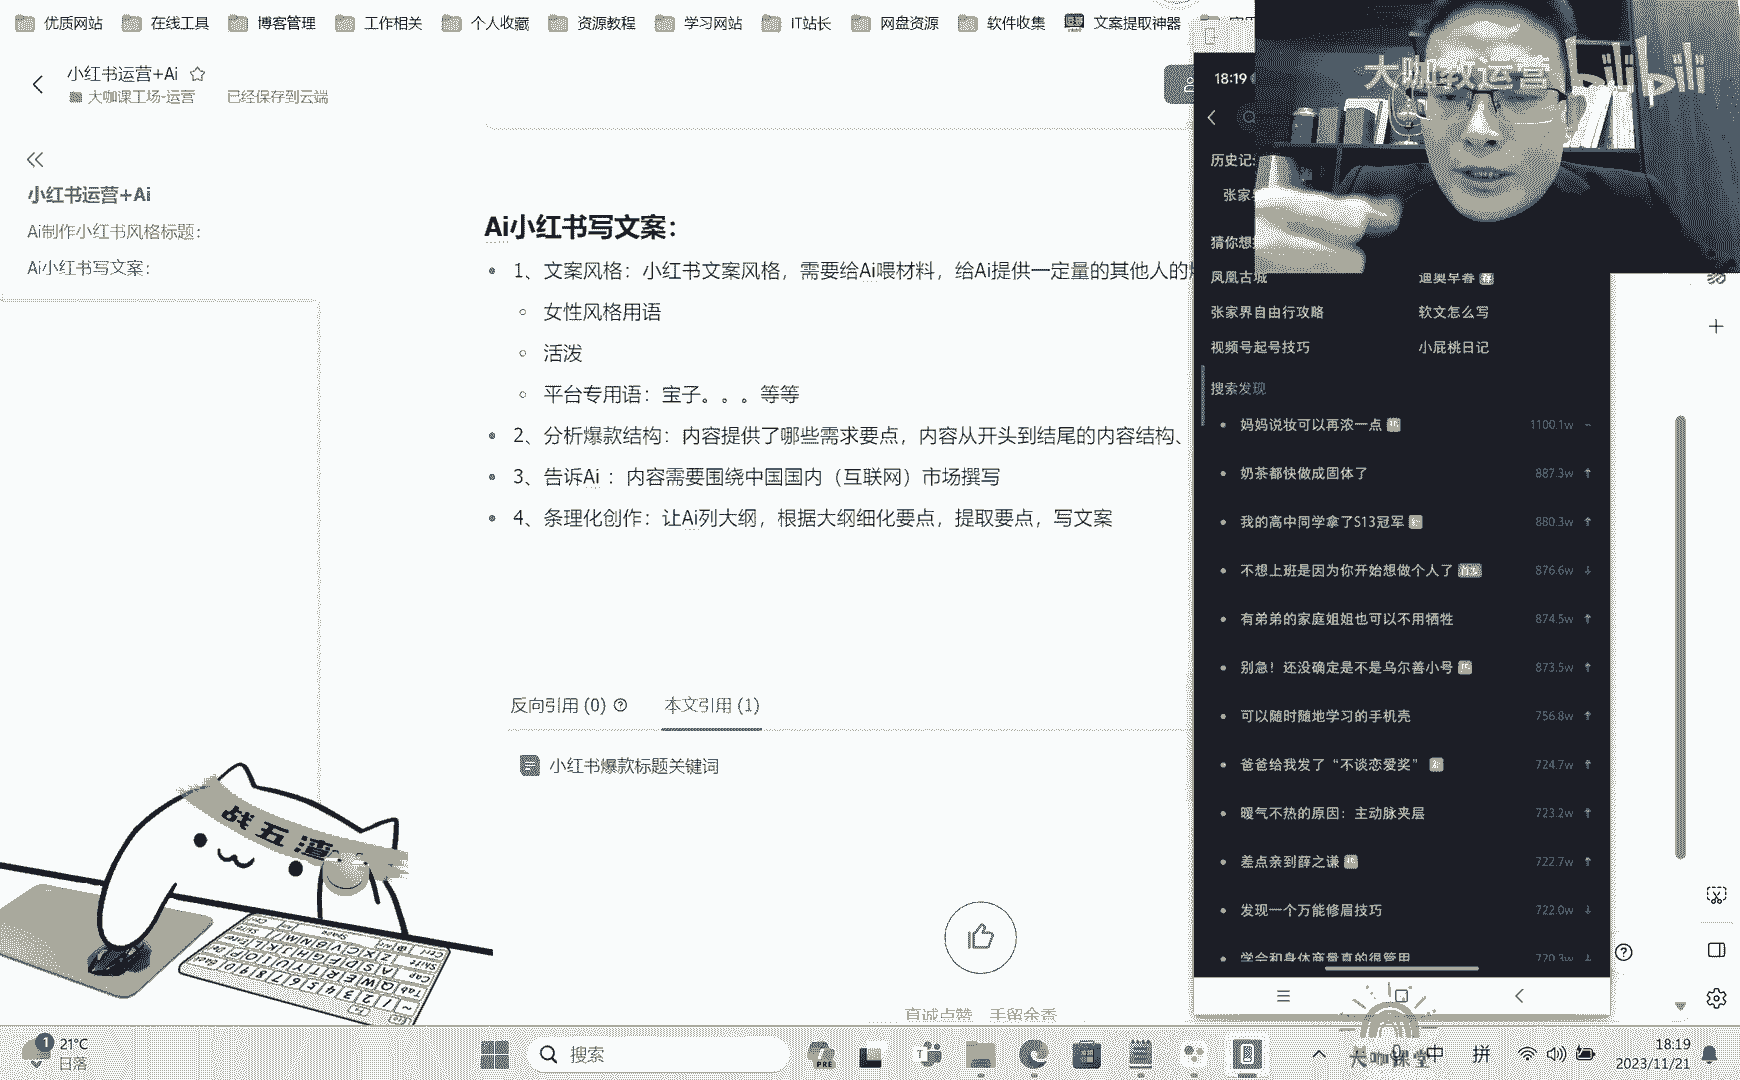 优质网站 在线工具 博客管理 工作相关 个人收藏 资源教程 学习网站 IT站长 网盘资源 软件收集 文案提取神器
小红书运营+Ai
大咖课工场-运营 已经保存到云端
小红书运营+Ai
Ai制作小红书风格标题：
Ai小红书写文案：
Ai小红书写文案：
1、文案风格：小红书文案风格，需要给Ai喂材料，给Ai提供一定量的其他人的
女性风格用语
活泼
平台专用语：宝子。。。等等
2、分析爆款结构：内容提供了哪些需求要点，内容从开头到结尾的内容结构、
3、告诉Ai ：内容需要围绕中国国内（互联网）市场撰写
4、条理化创作：让Ai列大纲，根据大纲细化要点，提取要点，写文案
反向引用 (0) 本文引用 (1)
小红书爆款标题关键词
真诚点赞，手留余香
战五渣
18:19
大咖教运营 bilibili
历史记
张家
猜你想
凤凰古城 迪奥早春
张家界自由行攻略 软文怎么写
视频号起号技巧 小屁桃日记
搜索发现
妈妈说妆可以再浓一点 1100.1w
奶茶都快做成固体了 887.3w
我的高中同学拿了S13冠军 880.3w
不想上班是因为你开始想做个人了 首发 876.6w
有弟弟的家庭姐姐也可以不用牺牲 874.5w
别急！还没确定是不是乌尔善小号 873.5w
可以随时随地学习的手机壳 756.8w
爸爸给我发了“不谈恋爱奖” 724.7w
暖气不热的原因：主动脉夹层 723.2w
差点亲到薛之谦 722.7w
发现一个万能修眉技巧 722.0w
学会和身体商量真的很管用 720.3w
大咖课堂
1 21°C
日落
搜索
中 拼
18:19
2023/11/21